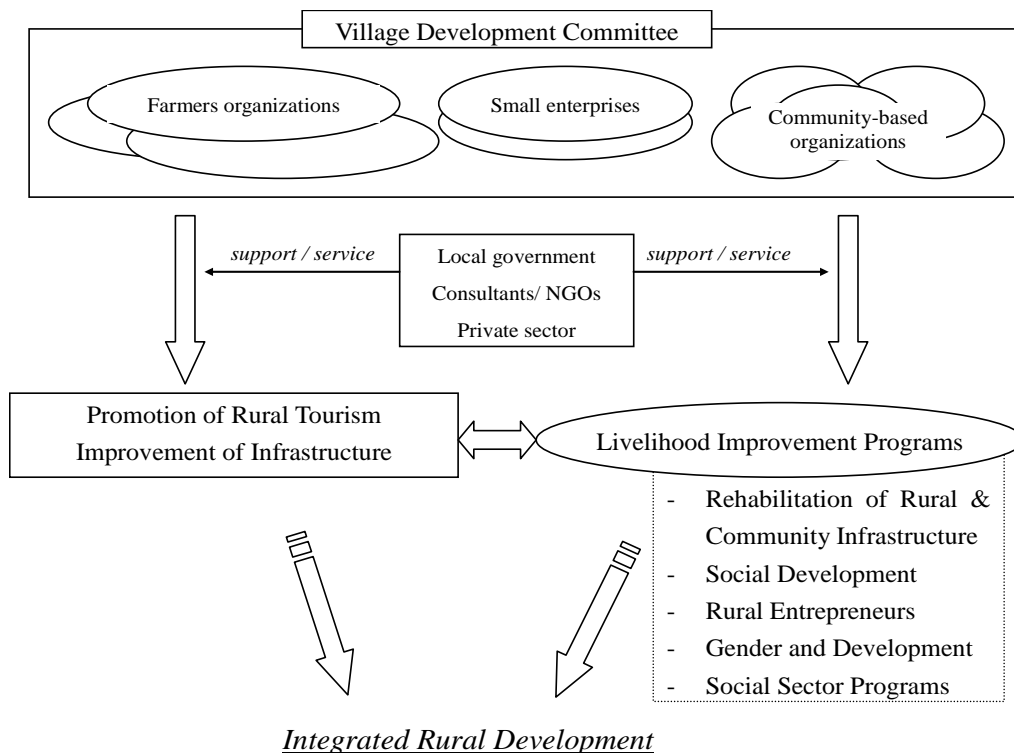 Village Development Committee
Farmers organizations
Small enterprises
Community-based
organizations
support / service
Local government
Consultants/ NGOs
Private sector
support / service
Promotion of Rural Tourism
Improvement of Infrastructure
Livelihood Improvement Programs
- Rehabilitation of Rural &
Community Infrastructure
- Social Development
- Rural Entrepreneurs
- Gender and Development
- Social Sector Programs
Integrated Rural Development